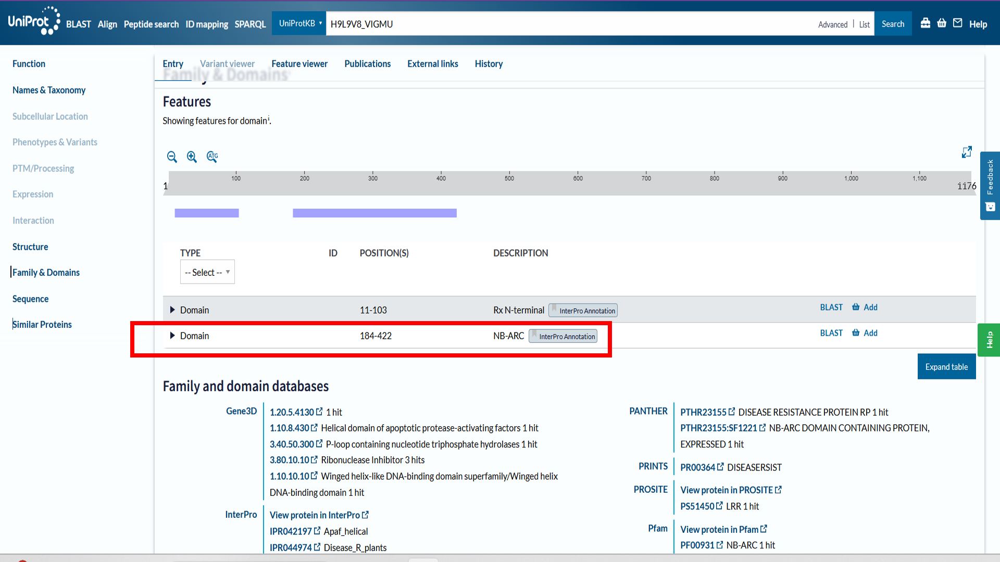 UniProt BLAST Align Peptide search ID mapping SPARQL UniProtKB H9L9V8_VIGMU Advanced | List Search Help
Function
Names & Taxonomy
Subcellular Location
Phenotypes & Variants
PTM/Processing
Expression
Interaction
Structure
Family & Domains
Sequence
Similar Proteins
Entry Variant viewer Feature viewer Publications External links History
Family & Domains
Features
Showing features for domainⁱ.
ATG
100 200 300 400 500 600 700 800 900 1,000 1,100
1 1176
TYPE ID POSITION(S) DESCRIPTION
-- Select --
Domain 11-103 Rx N-terminal InterPro Annotation BLAST Add
Domain 184-422 NB-ARC InterPro Annotation BLAST Add
Expand table
Family and domain databases
Gene3D 1.20.5.4130 1 hit
1.10.8.430 Helical domain of apoptotic protease-activating factors 1 hit
3.40.50.300 P-loop containing nucleotide triphosphate hydrolases 1 hit
3.80.10.10 Ribonuclease Inhibitor 3 hits
1.10.10.10 Winged helix-like DNA-binding domain superfamily/Winged helix
DNA-binding domain 1 hit
InterPro View protein in InterPro
IPR042197 Apaf_helical
IPR044974 Disease_R_plants
PANTHER PTHR23155 DISEASE RESISTANCE PROTEIN RP 1 hit
PTHR23155:SF1221 NB-ARC DOMAIN CONTAINING PROTEIN,
EXPRESSED 1 hit
PRINTS PR00364 DISEASERSIST
PROSITE View protein in PROSITE
PS51450 LRR 1 hit
Pfam View protein in Pfam
PF00931 NB-ARC 1 hit
Feedback
Help